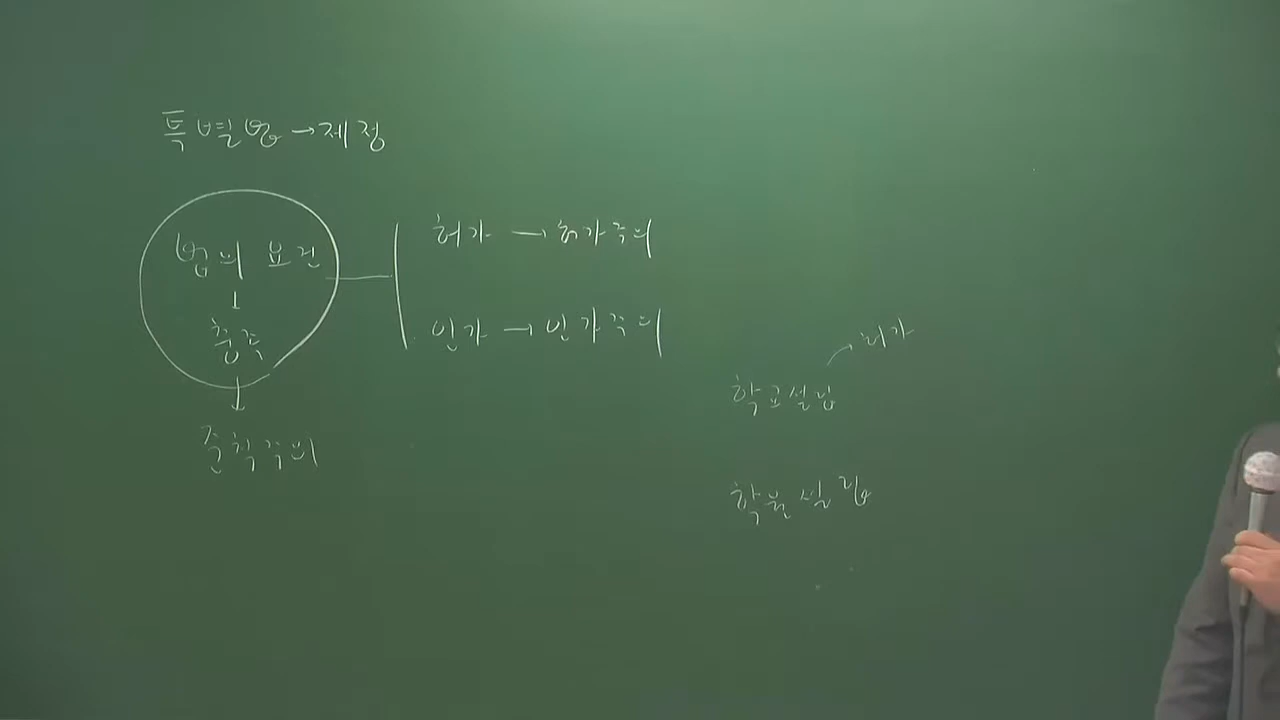 특별법 → 제정
법의 요건
↓
충족
↓
준칙주의
허가 → 허가주의
인가 → 인가주의
허가
학교설립
학원설립